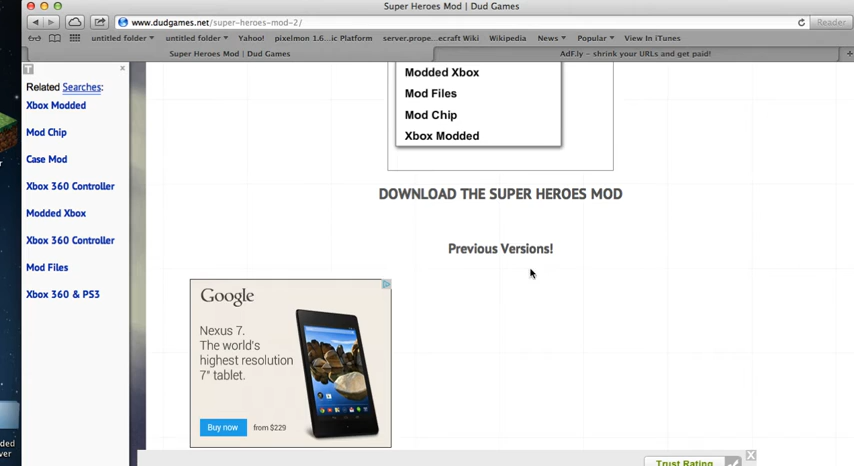 Super Heroes Mod | Dud Games
www.dudgames.net/super-heroes-mod-2/
Reader
untitled folder
untitled folder
Yahoo!
pixelmon 1.6...ic Platform
server.prope...ecraft Wiki
Wikipedia
News
Popular
View In iTunes
Super Heroes Mod | Dud Games
AdF.ly – shrink your URLs and get paid!
T
x
Related Searches:
Xbox Modded
Mod Chip
Case Mod
Xbox 360 Controller
Modded Xbox
Xbox 360 Controller
Mod Files
Xbox 360 & PS3
Modded Xbox
Mod Files
Mod Chip
Xbox Modded
DOWNLOAD THE SUPER HEROES MOD
Previous Versions!
Google
Nexus 7.
The world's
highest resolution
7" tablet.
Buy now
from $229
Trust Rating
X
ded
ver